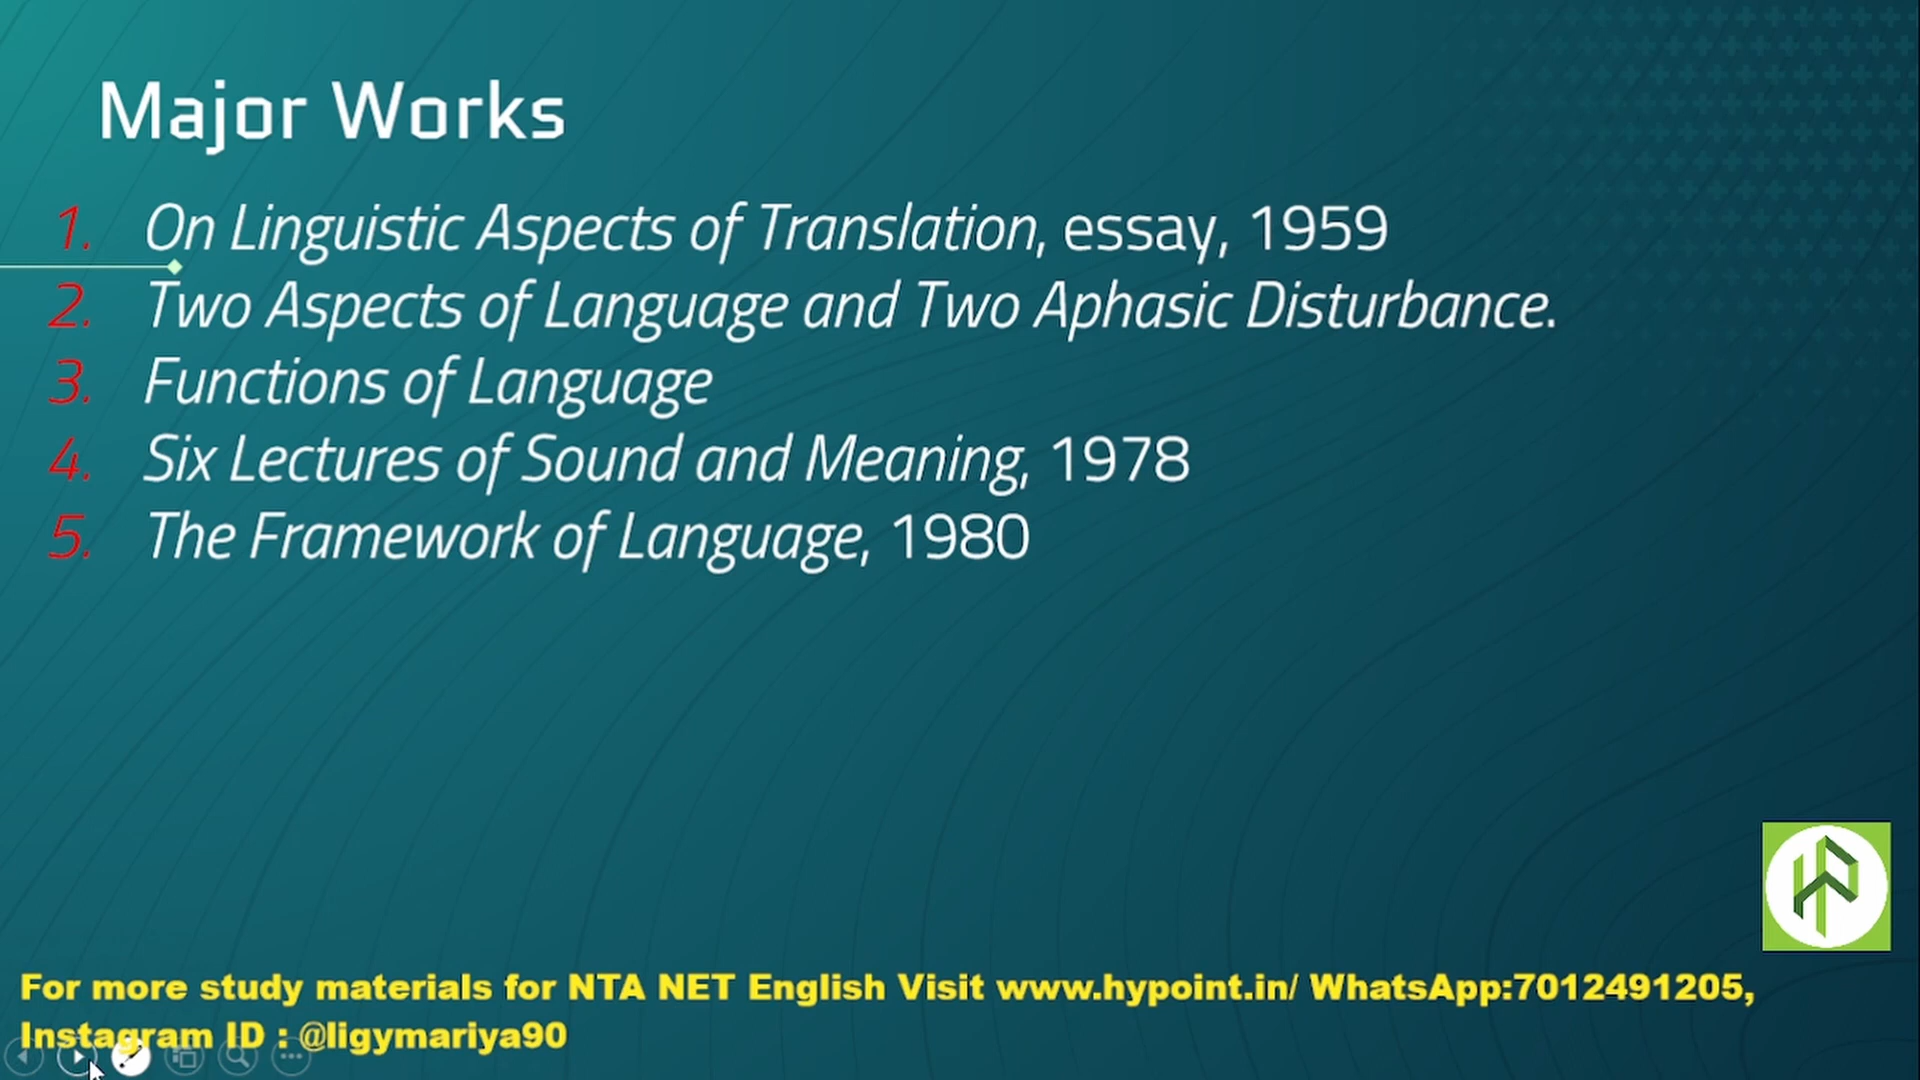 Major Works
1. On Linguistic Aspects of Translation, essay, 1959
2. Two Aspects of Language and Two Aphasic Disturbance.
3. Functions of Language
4. Six Lectures of Sound and Meaning, 1978
5. The Framework of Language, 1980
For more study materials for NTA NET English Visit www.hypoint.in/ WhatsApp:7012491205,
Instagram ID : @ligymariya90